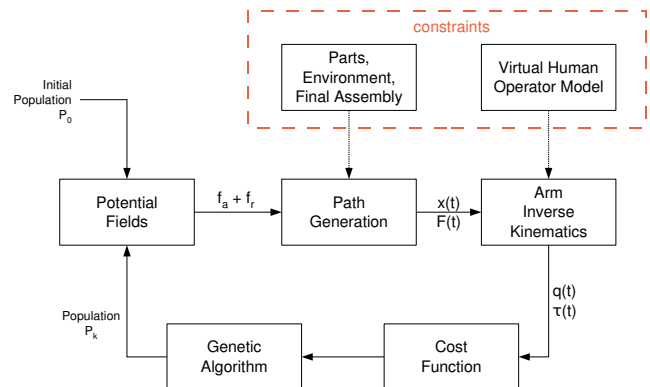 constraints
Parts,
Environment,
Final Assembly
Virtual Human
Operator Model
Initial
Population
P0
Potential
Fields
fa + fr
Path
Generation
x(t)
F(t)
Arm
Inverse
Kinematics
q(t)
τ(t)
Population
Pk
Genetic
Algorithm
Cost
Function